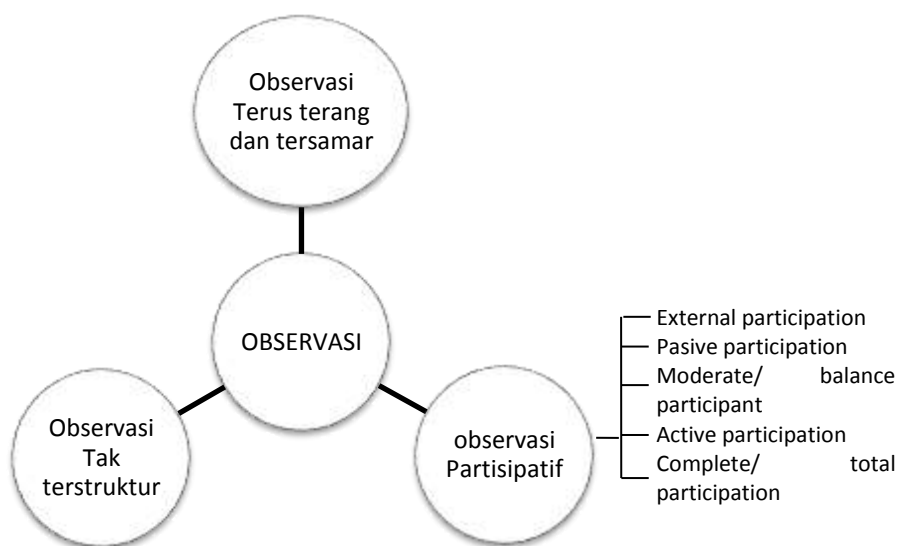 Observasi
Terus terang
dan tersamar
OBSERVASI
Observasi
Tak
terstruktur
observasi
Partisipatif
External participation
Pasive participation
Moderate/ balance
participant
Active participation
Complete/ total
participation